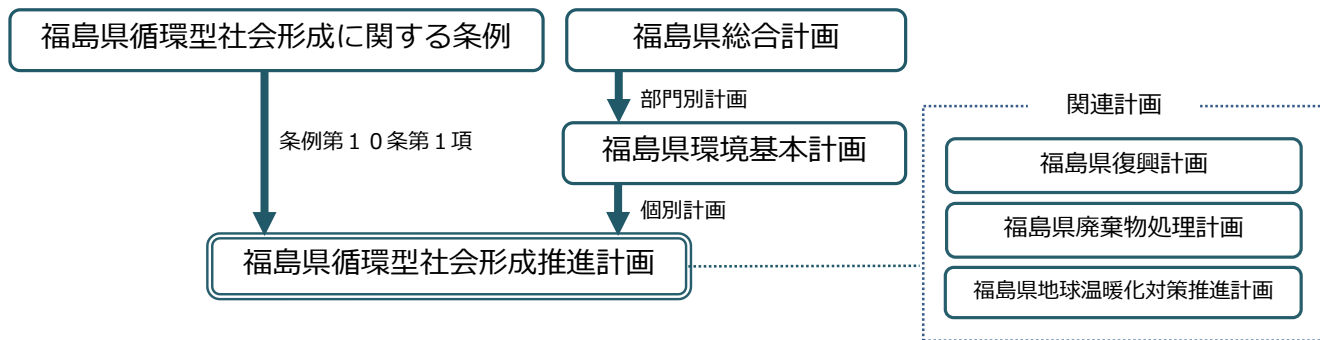 福島県循環型社会形成に関する条例
福島県総合計画
部門別計画
関連計画
条例第１０条第１項
福島県環境基本計画
福島県復興計画
個別計画
福島県廃棄物処理計画
福島県循環型社会形成推進計画
福島県地球温暖化対策推進計画